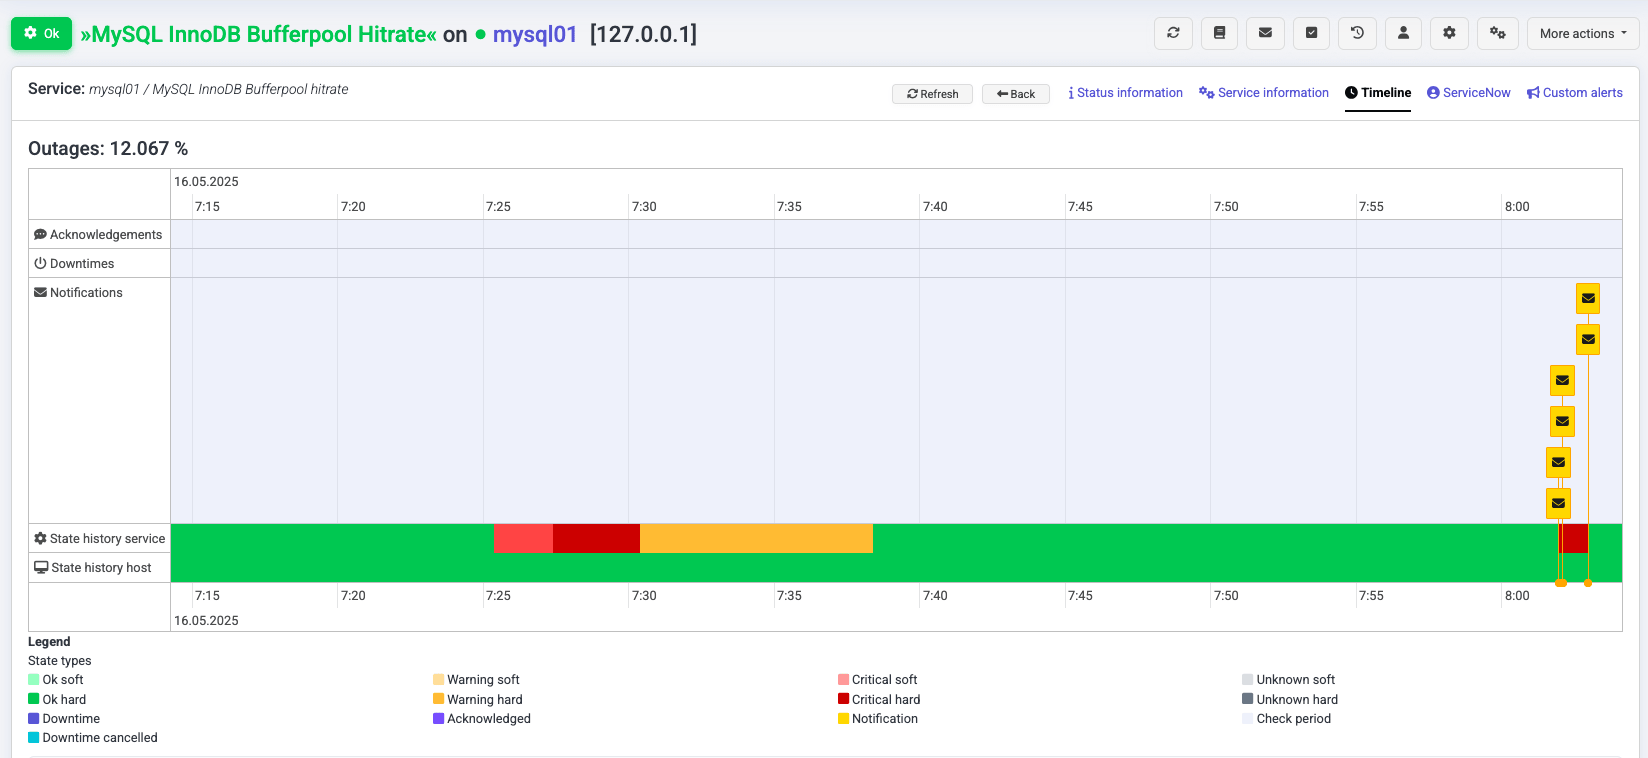 Ok »MySQL InnoDB Bufferpool Hitrate« on mysql01 [127.0.0.1] More actions
Service: mysql01 / MySQL InnoDB Bufferpool hitrate Refresh Back Status information Service information Timeline ServiceNow Custom alerts
Outages: 12.067 %
16.05.2025
7:15 7:20 7:25 7:30 7:35 7:40 7:45 7:50 7:55 8:00
Acknowledgements
Downtimes
Notifications
State history service
State history host
7:15 7:20 7:25 7:30 7:35 7:40 7:45 7:50 7:55 8:00
16.05.2025
Legend
State types
Ok soft Warning soft Critical soft Unknown soft
Ok hard Warning hard Critical hard Unknown hard
Downtime Acknowledged Notification Check period
Downtime cancelled